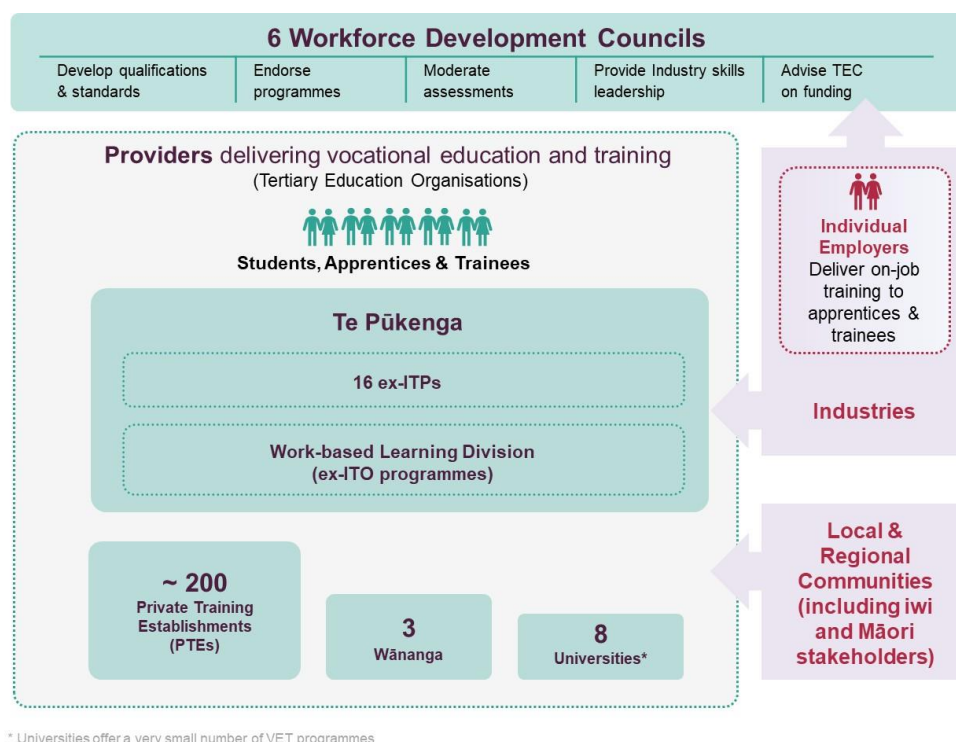 6 Workforce Development Councils
Develop qualifications
& standards
Endorse
programmes
Moderate
assessments
Provide Industry skills
leadership
Advise TEC
on funding
Providers delivering vocational education and training
(Tertiary Education Organisations)
Students, Apprentices & Trainees
Te Pūkenga
16 ex-ITPs
Work-based Learning Division
(ex-ITO programmes)
~ 200
Private Training
Establishments
(PTEs)
3
Wānanga
8
Universities*
Individual
Employers
Deliver on-job
training to
apprentices &
trainees
Industries
Local &
Regional
Communities
(including iwi
and Māori
stakeholders)
* Universities offer a very small number of VET programmes